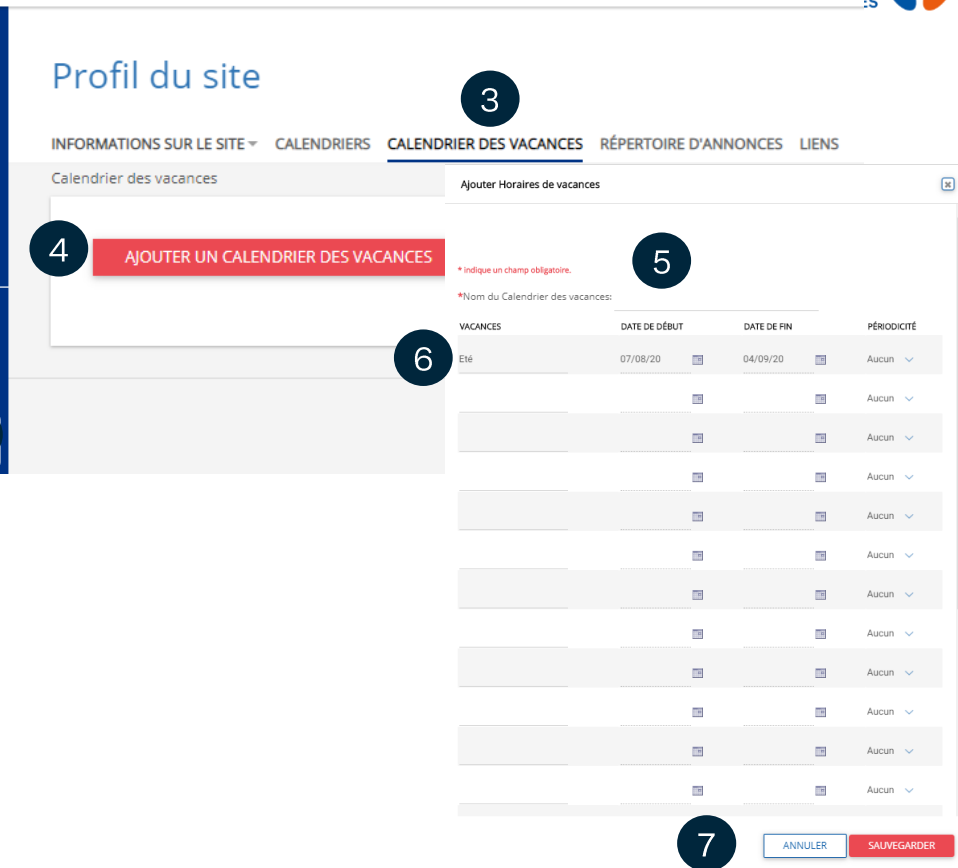 ES
Profil du site
3
INFORMATIONS SUR LE SITE CALENDRIERS CALENDRIER DES VACANCES RÉPERTOIRE D'ANNONCES LIENS
Calendrier des vacances
4
AJOUTER UN CALENDRIER DES VACANCES
Ajouter Horaires de vacances
5
* indique un champ obligatoire.
*Nom du Calendrier des vacances:
VACANCES DATE DE DÉBUT DATE DE FIN PÉRIODICITÉ
6
Eté 07/08/20 04/09/20 Aucun
Aucun
Aucun
Aucun
Aucun
Aucun
Aucun
Aucun
Aucun
Aucun
Aucun
Aucun
7
ANNULER SAUVEGARDER